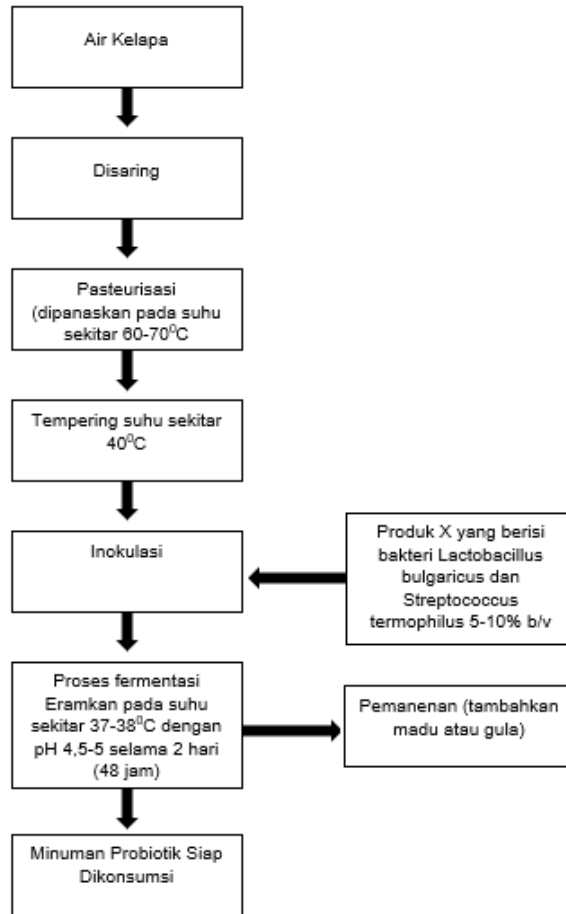 Air Kelapa
Disaring
Pasteurisasi
(dipanaskan pada suhu
sekitar 60-70⁰C
Tempering suhu sekitar
40⁰C
Inokulasi
Produk X yang berisi
bakteri Lactobacillus
bulgaricus dan
Streptococcus
termophilus 5-10% b/v
Proses fermentasi
Eramkan pada suhu
sekitar 37-38⁰C dengan
pH 4,5-5 selama 2 hari
(48 jam)
Pemanenan (tambahkan
madu atau gula)
Minuman Probiotik Siap
Dikonsumsi